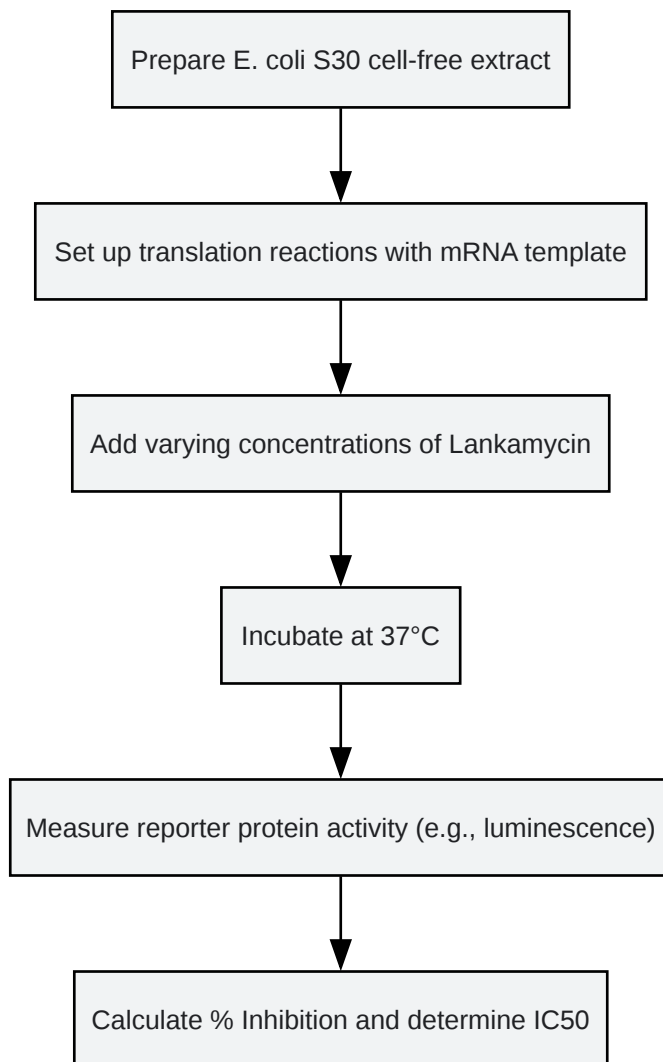 Prepare E. coli S30 cell-free extract
Set up translation reactions with mRNA template
Add varying concentrations of Lankamycin
Incubate at 37°C
Measure reporter protein activity (e.g., luminescence)
Calculate % Inhibition and determine IC50